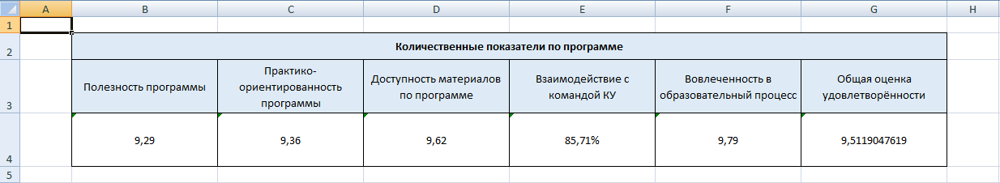 A B C D E F G H
1
2 Количественные показатели по программе
3
Полезность программы
Практико-
ориентированность
программы
Доступность материалов
по программе
Взаимодействие с
командой КУ
Вовлеченность в
образовательный процесс
Общая оценка
удовлетворённости
4 9,29 9,36 9,62 85,71% 9,79 9,5119047619
5